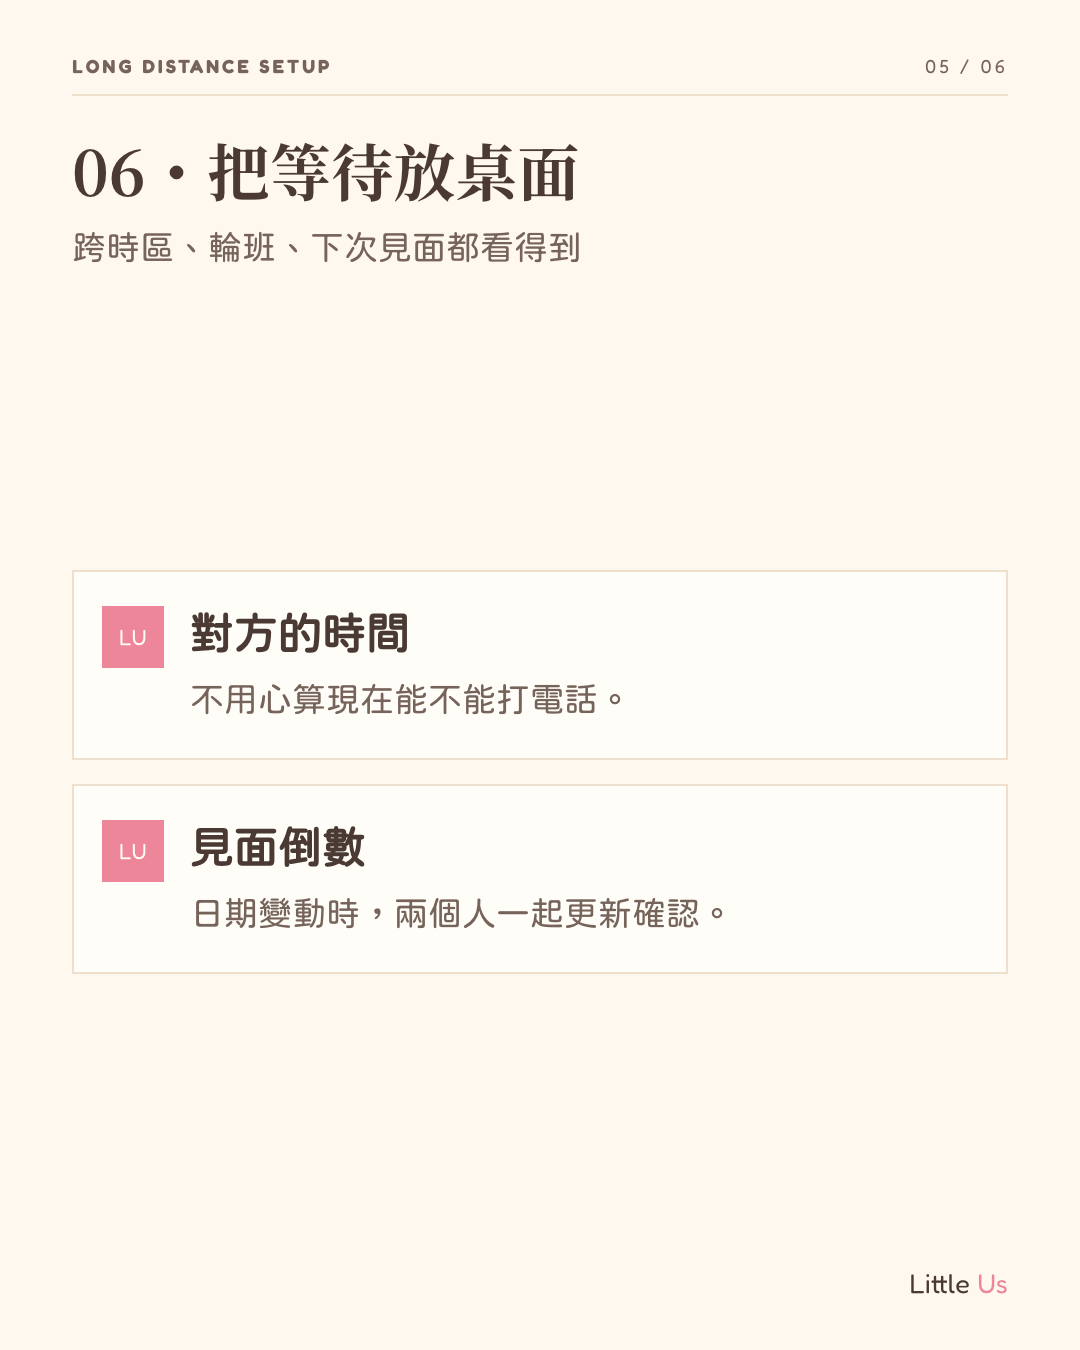 LONG DISTANCE SETUP
05 / 06
06・把等待放桌面
跨時區、輪班、下次見面都看得到
LU
對方的時間
不用心算現在能不能打電話。
LU
見面倒數
日期變動時，兩個人一起更新確認。
Little Us